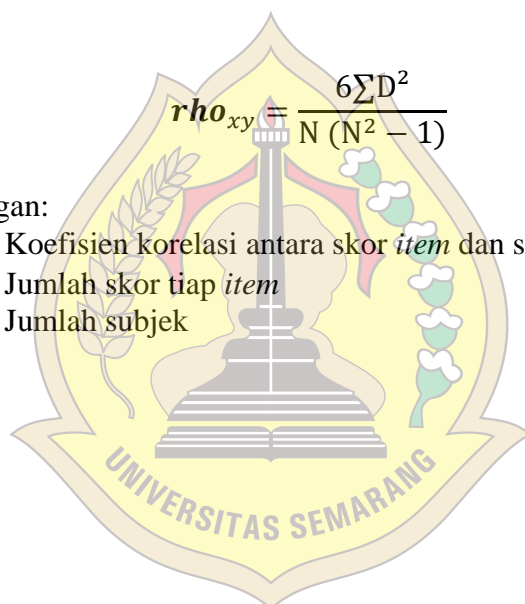 rho_xy = 6∑D² / N (N² − 1)
gan:
Koefisien korelasi antara skor item dan s
Jumlah skor tiap item
Jumlah subjek
UNIVERSITAS SEMARANG